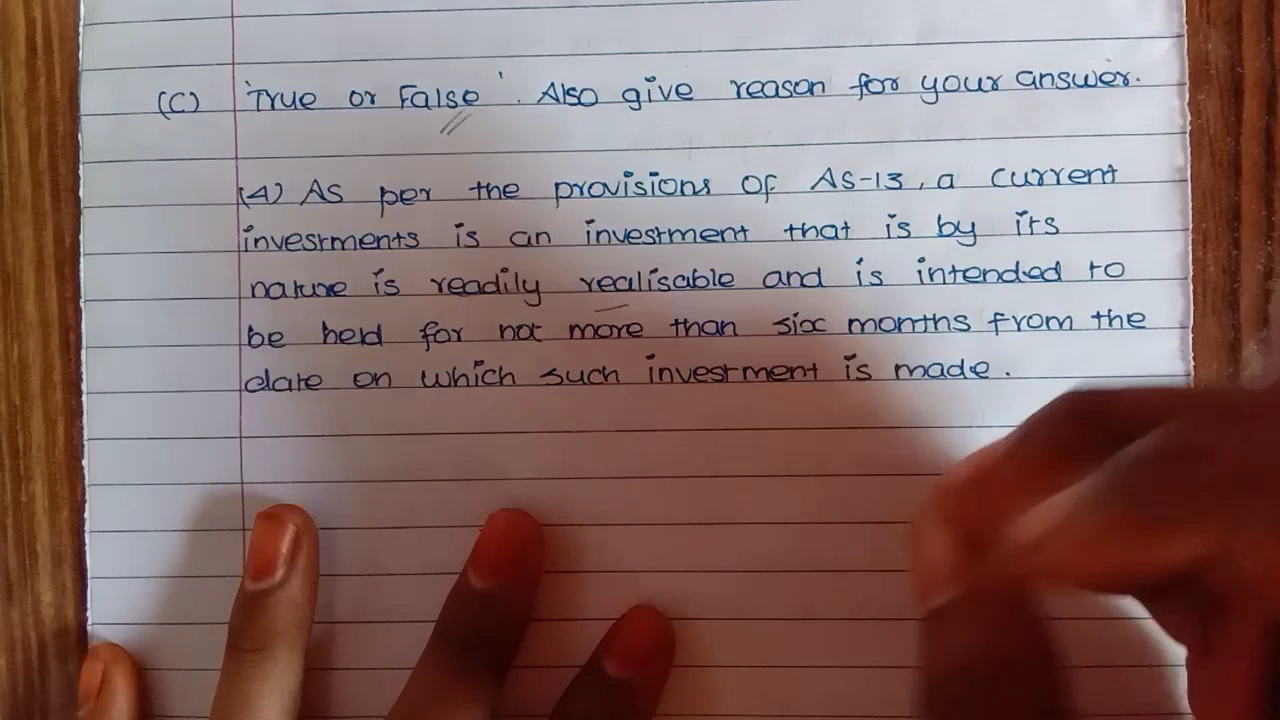 (C) 'True or False'. Also give reason for your answer.
(4) As per the provisions of AS-13, a current
investments is an investment that is by its
nature is readily realisable and is intended to
be held for not more than six months from the
date on which such investment is made.